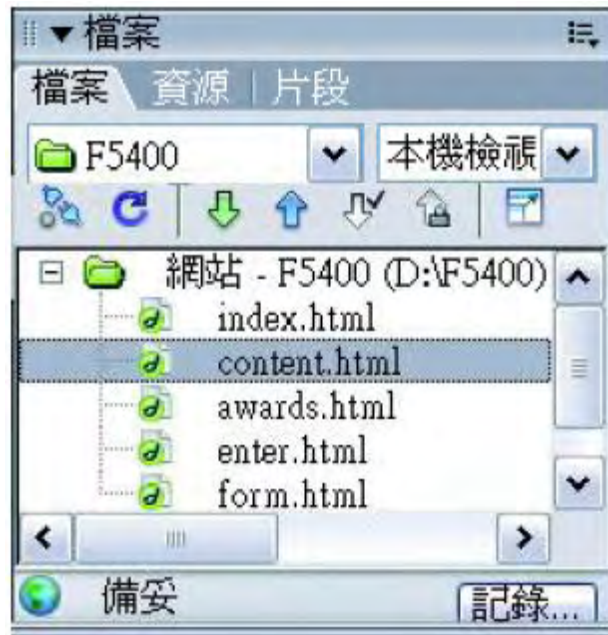 檔案
檔案 資源 片段
F5400 本機檢視
網站 - F5400 (D:\F5400)
index.html
content.html
awards.html
enter.html
form.html
備妥 記錄...